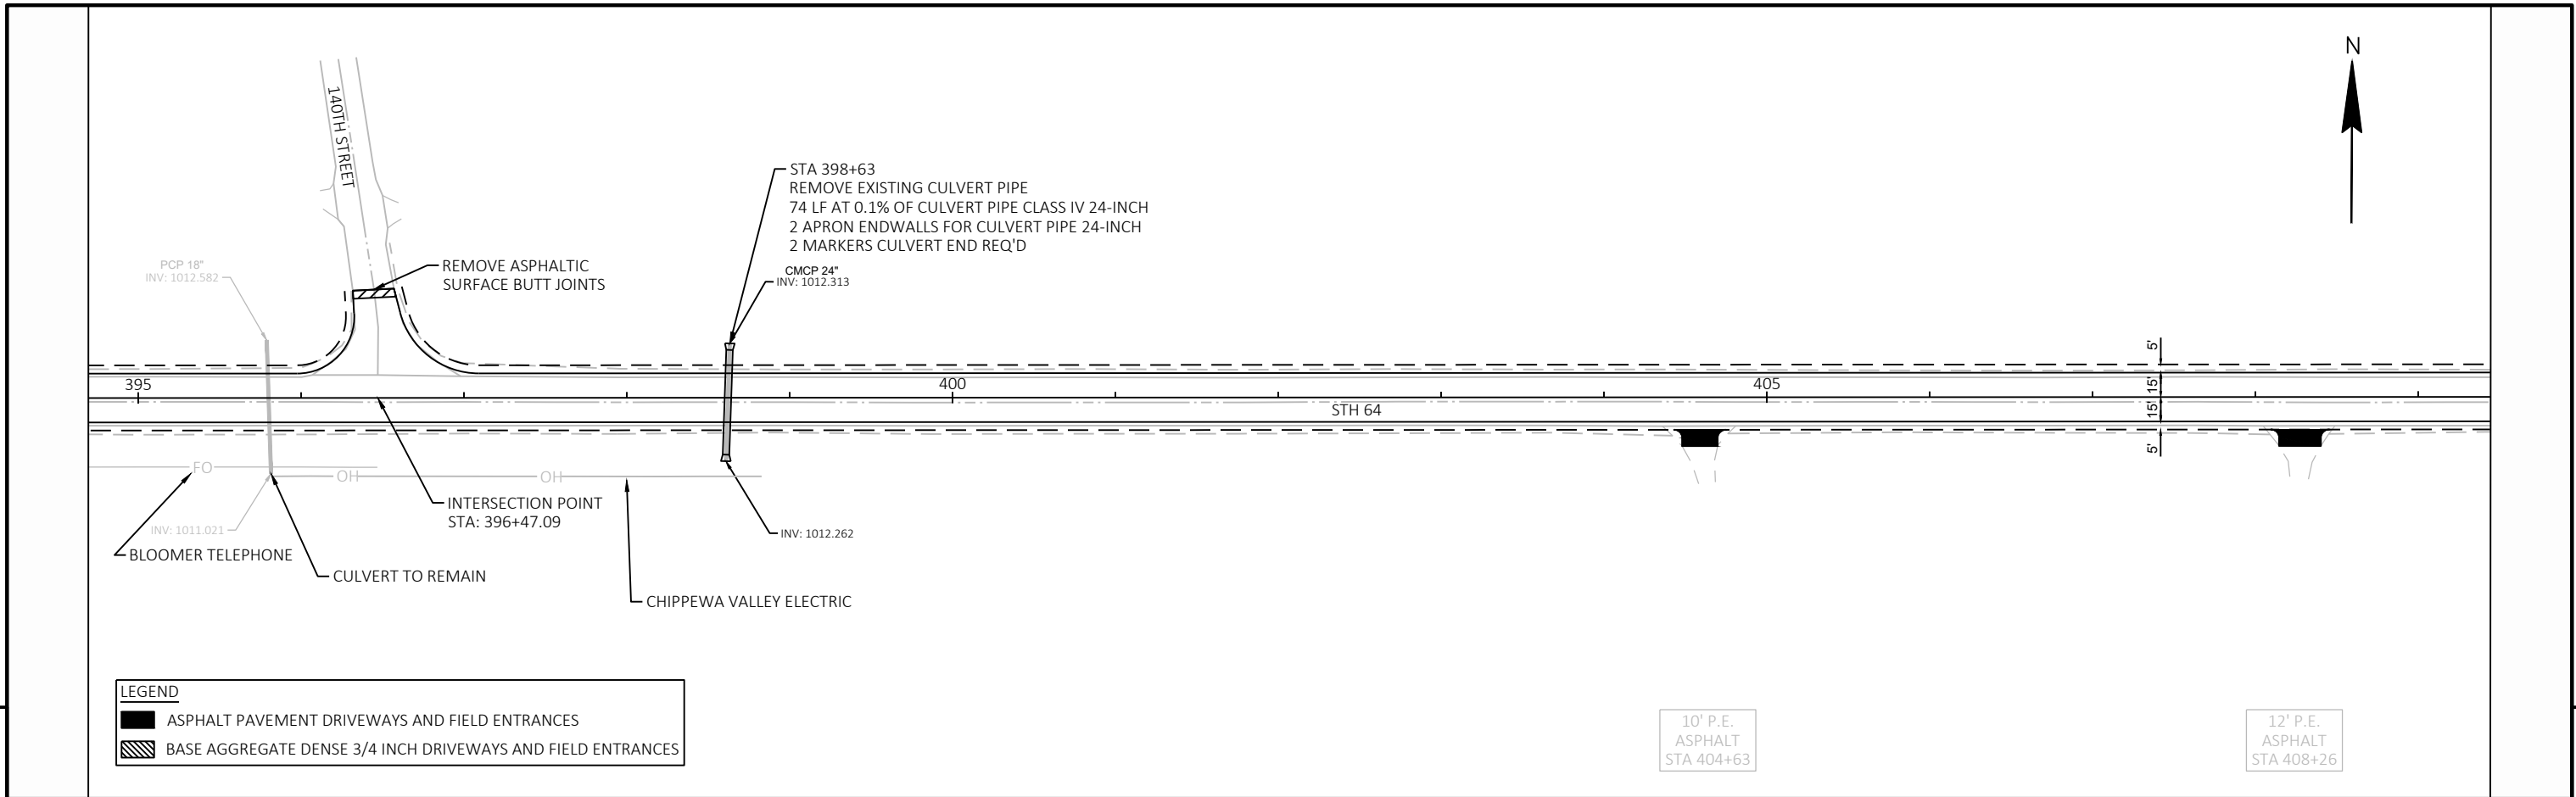 N
140TH STREET
STA 398+63
REMOVE EXISTING CULVERT PIPE
74 LF AT 0.1% OF CULVERT PIPE CLASS IV 24-INCH
2 APRON ENDWALLS FOR CULVERT PIPE 24-INCH
2 MARKERS CULVERT END REQ'D
PCP 18"
INV: 1012.582
REMOVE ASPHALTIC
SURFACE BUTT JOINTS
CMCP 24"
INV: 1012.313
5'
15'
15'
5'
395
400
405
STH 64
FO
OH
OH
INTERSECTION POINT
STA: 396+47.09
INV: 1011.021
INV: 1012.262
BLOOMER TELEPHONE
CULVERT TO REMAIN
CHIPPEWA VALLEY ELECTRIC
LEGEND
ASPHALT PAVEMENT DRIVEWAYS AND FIELD ENTRANCES
BASE AGGREGATE DENSE 3/4 INCH DRIVEWAYS AND FIELD ENTRANCES
10' P.E.
ASPHALT
STA 404+63
12' P.E.
ASPHALT
STA 408+26